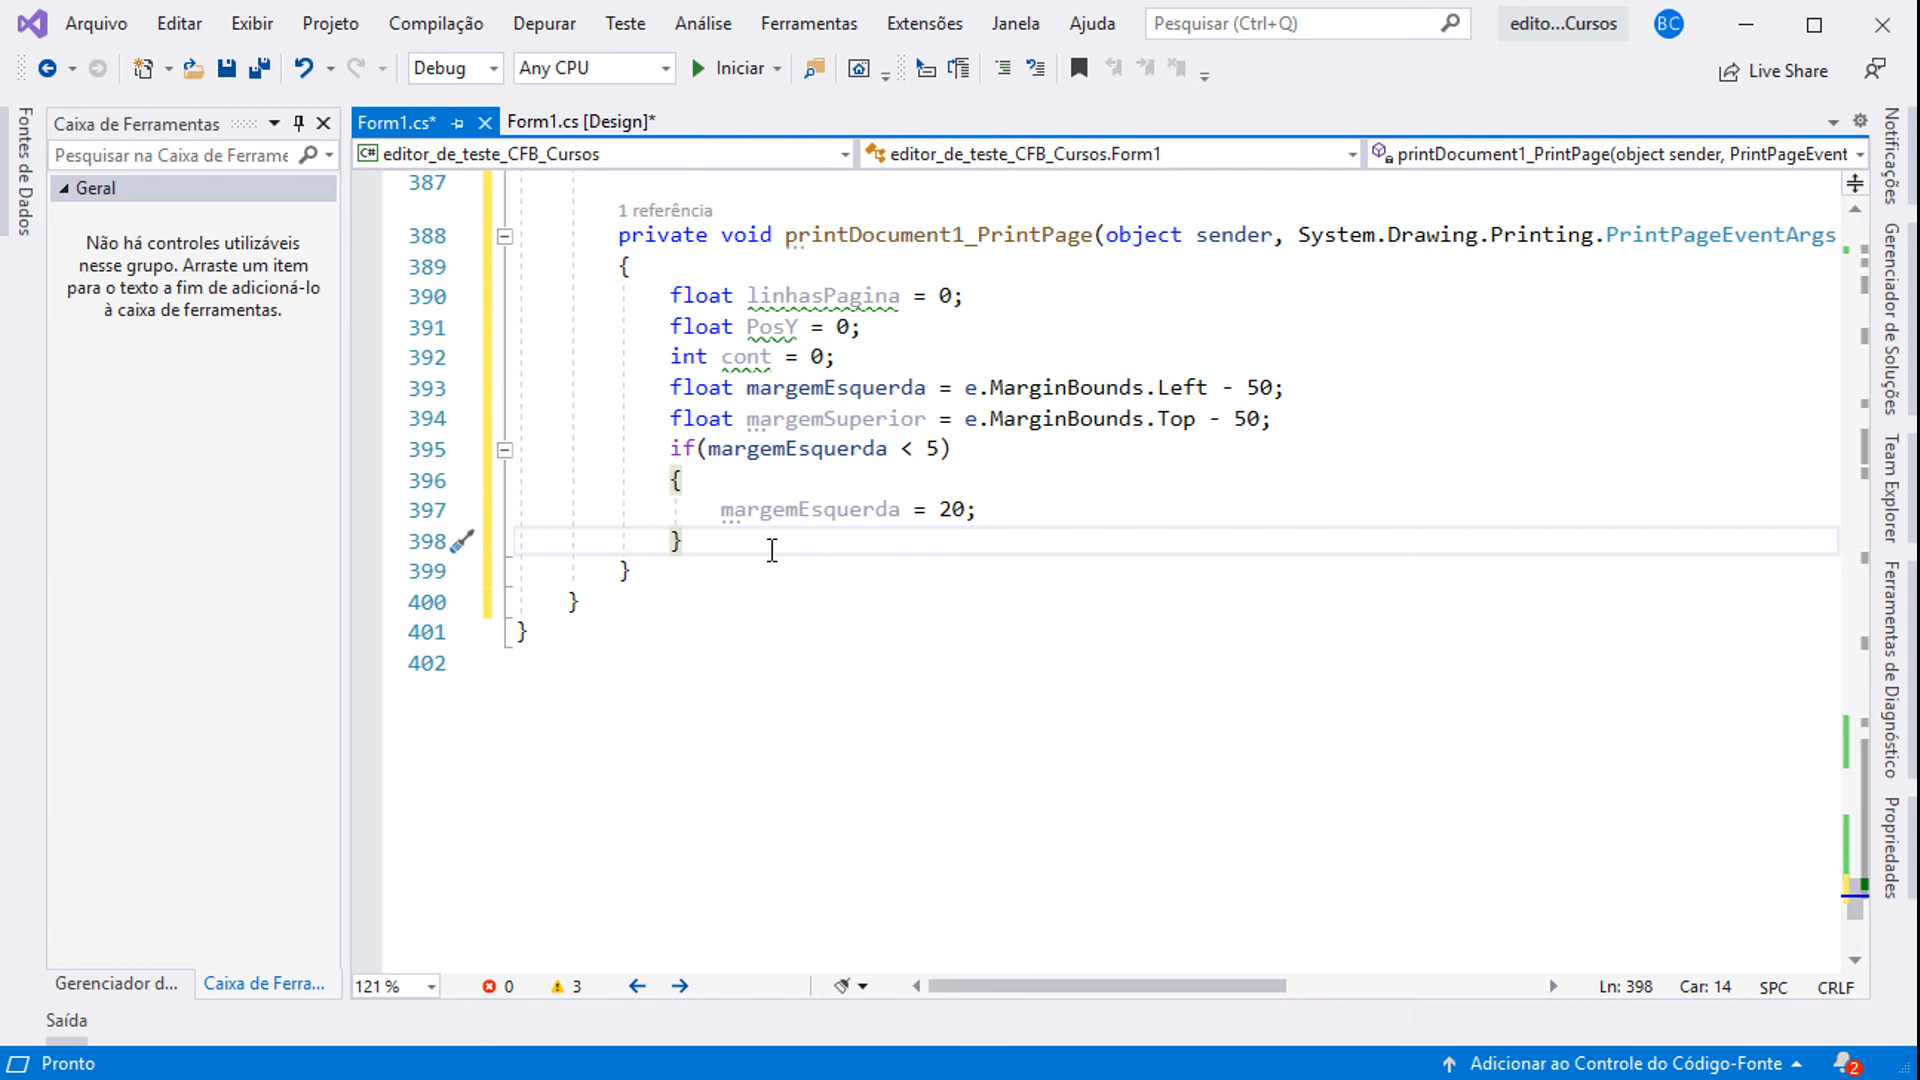 Arquivo Editar Exibir Projeto Compilação Depurar Teste Análise Ferramentas Extensões Janela Ajuda Pesquisar (Ctrl+Q) edito...Cursos BC
Debug Any CPU Iniciar Live Share
Fontes de Dados
Caixa de Ferramentas
Pesquisar na Caixa de Ferrame
Geral
Não há controles utilizáveis
nesse grupo. Arraste um item
para o texto a fim de adicioná-lo
à caixa de ferramentas.
Form1.cs* Form1.cs [Design]*
C# editor_de_teste_CFB_Cursos editor_de_teste_CFB_Cursos.Form1 printDocument1_PrintPage(object sender, PrintPageEvent
387
1 referência
388 private void printDocument1_PrintPage(object sender, System.Drawing.Printing.PrintPageEventArgs
389 {
390 float linhasPagina = 0;
391 float PosY = 0;
392 int cont = 0;
393 float margemEsquerda = e.MarginBounds.Left - 50;
394 float margemSuperior = e.MarginBounds.Top - 50;
395 if(margemEsquerda < 5)
396 {
397 margemEsquerda = 20;
398 }
399 }
400 }
401 }
402
Notificações
Gerenciador de Soluções
Team Explorer
Ferramentas de Diagnóstico
Propriedades
Gerenciador d... Caixa de Ferra...
121 % 0 3 Ln: 398 Car: 14 SPC CRLF
Saída
Pronto Adicionar ao Controle do Código-Fonte 2